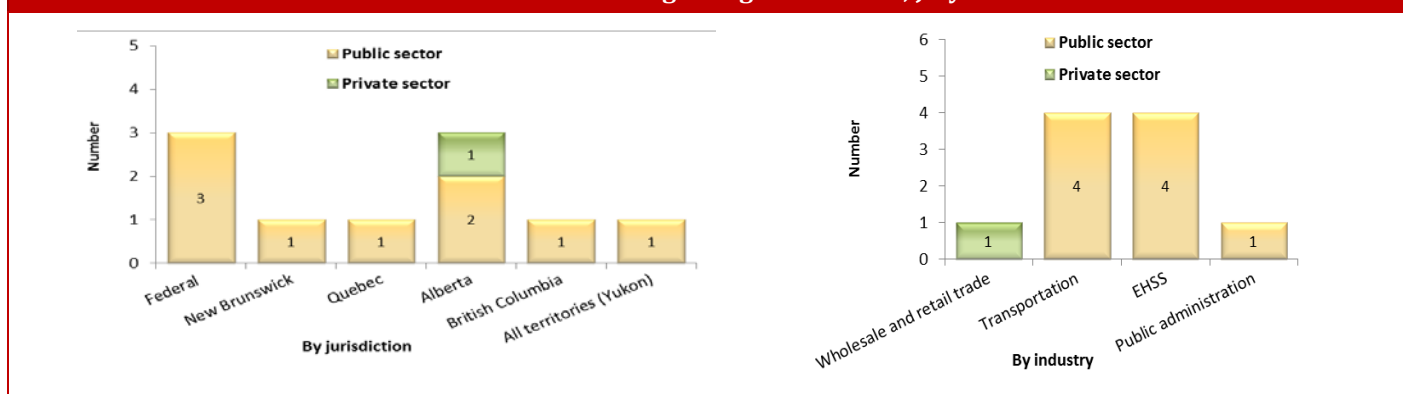 Public sector
Private sector
5
4
3
2
1
0
Number
3
1
1
1
2
1
1
Federal
New Brunswick
Quebec
Alberta
British Columbia
All territories (Yukon)
By jurisdiction
Public sector
Private sector
6
5
4
3
2
1
0
Number
1
4
4
1
Wholesale and retail trade
Transportation
EHSS
Public administration
By industry